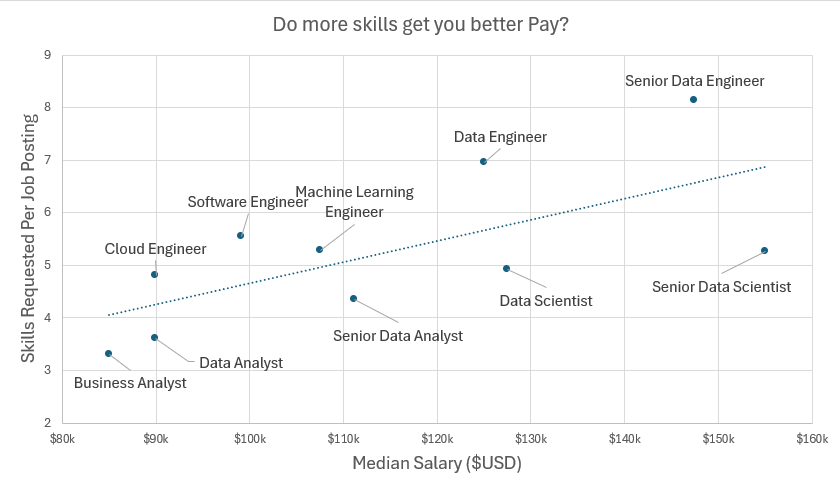 Do more skills get you better Pay?
9
8
7
6
5
4
3
2
Skills Requested Per Job Posting
Senior Data Engineer
Data Engineer
Software Engineer
Machine Learning
Engineer
Cloud Engineer
Data Scientist
Senior Data Scientist
Senior Data Analyst
Data Analyst
Business Analyst
$80k
$90k
$100k
$110k
$120k
$130k
$140k
$150k
$160k
Median Salary ($USD)